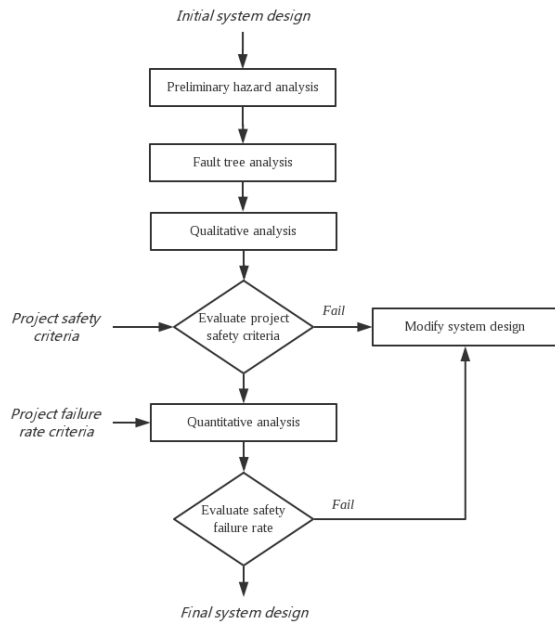 Initial system design
Preliminary hazard analysis
Fault tree analysis
Qualitative analysis
Project safety
criteria
Evaluate project
safety criteria
Fail
Modify system design
Project failure
rate criteria
Quantitative analysis
Evaluate safety
failure rate
Fail
Final system design